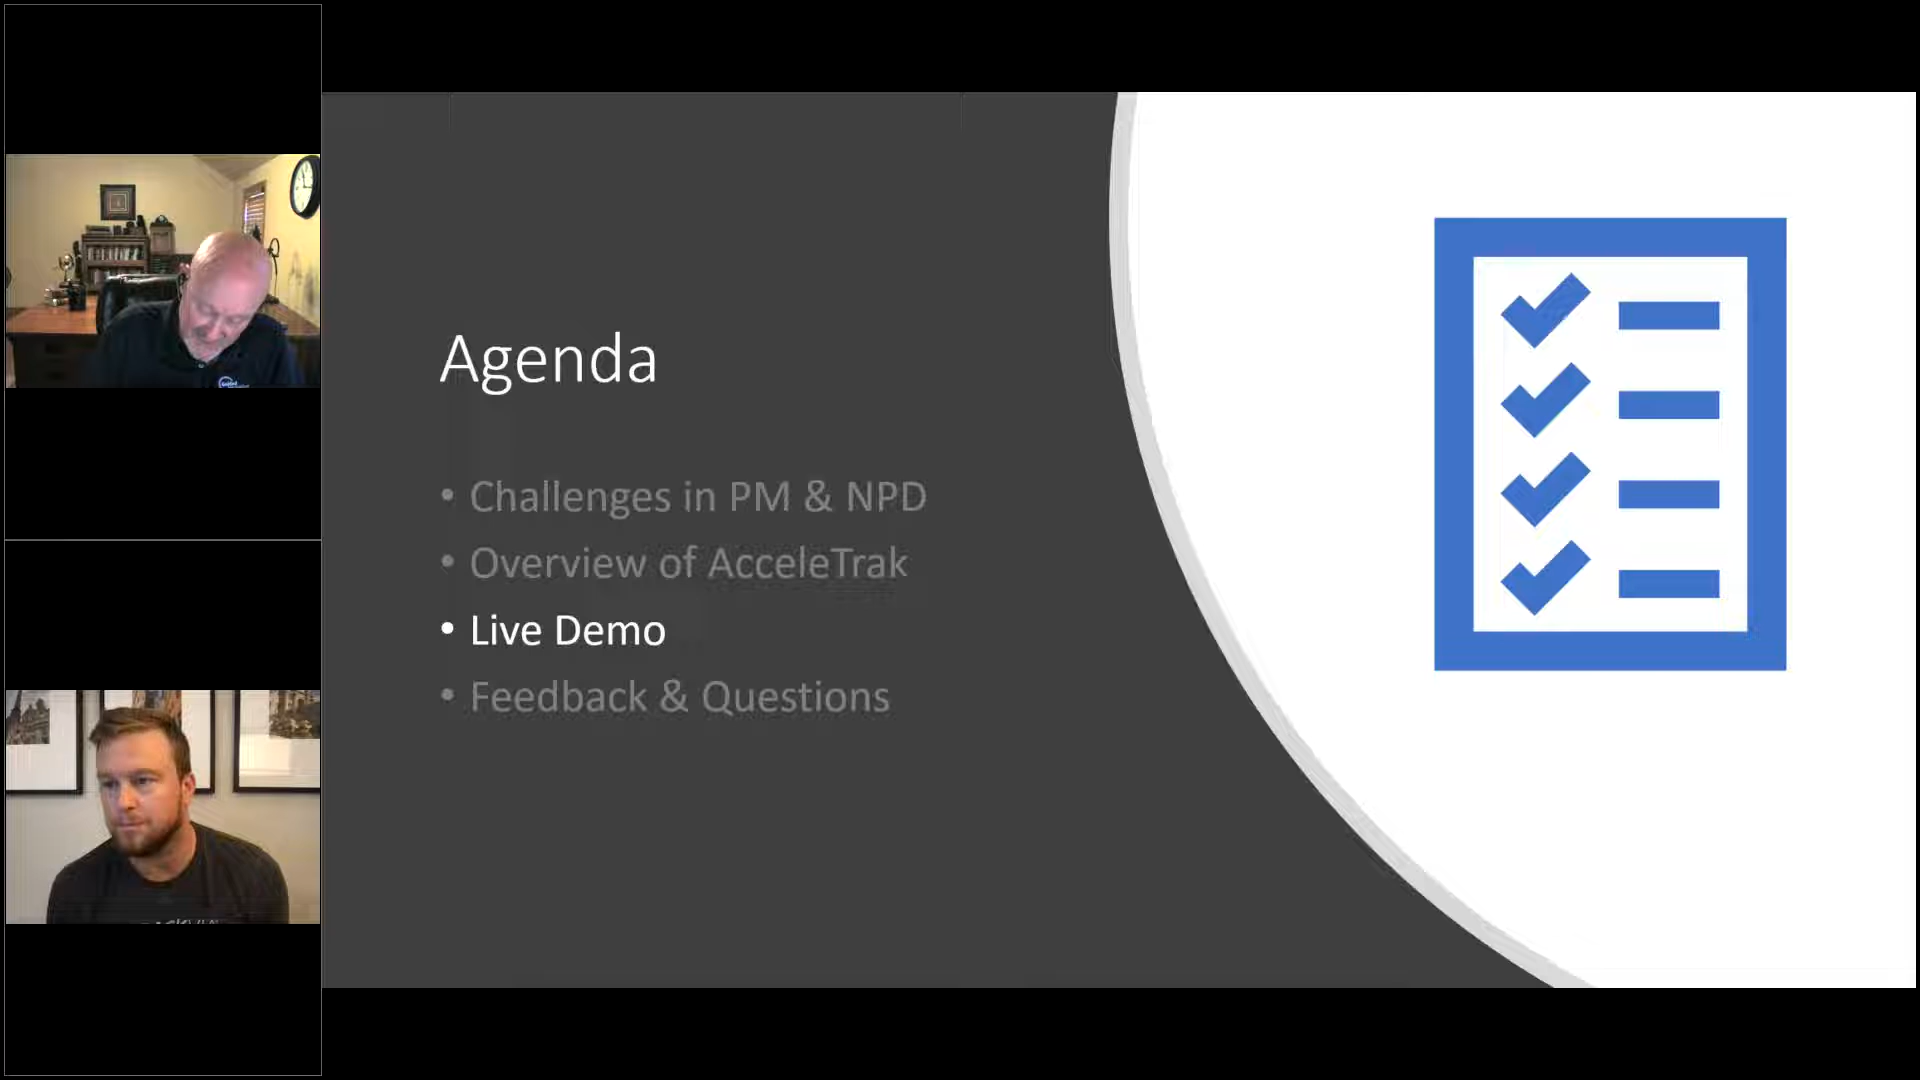 Agenda
• Challenges in PM & NPD
• Overview of AcceleTrak
• Live Demo
• Feedback & Questions